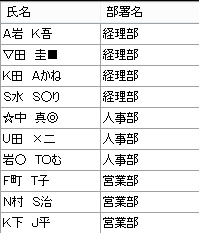 氏名 部署名
A岩 K吾 経理部
▽田 圭■ 経理部
K田 Aかね 経理部
S水 S○り 経理部
☆中 真◎ 人事部
U田 ×二 人事部
岩○ T○む 人事部
F町 T子 営業部
N村 S治 営業部
K下 J平 営業部